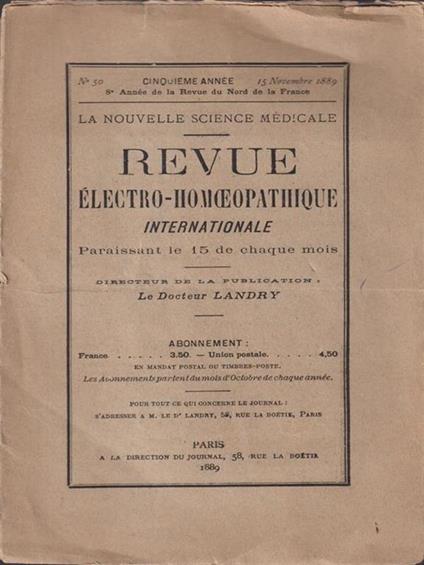 No 50 CINQUIÈME ANNÉE 15 Novembre 1889
8e Année de la Revue du Nord de la France
LA NOUVELLE SCIENCE MÉDICALE
REVUE
ÉLECTRO-HOMŒOPATHIQUE
INTERNATIONALE
Paraissant le 15 de chaque mois
DIRECTEUR DE LA PUBLICATION :
Le Docteur LANDRY
ABONNEMENT :
France . . . . . . 3.50. — Union postale. . . . . 4,50
EN MANDAT POSTAL OU TIMBRES-POSTE.
Les Abonnements partent du mois d'Octobre de chaque année.
POUR TOUT CE QUI CONCERNE LE JOURNAL :
S'ADRESSER A M. LE Dr LANDRY, 58, RUE LA BOËTIE, PARIS
PARIS
A LA DIRECTION DU JOURNAL, 58, RUE LA BOËTIE
1889